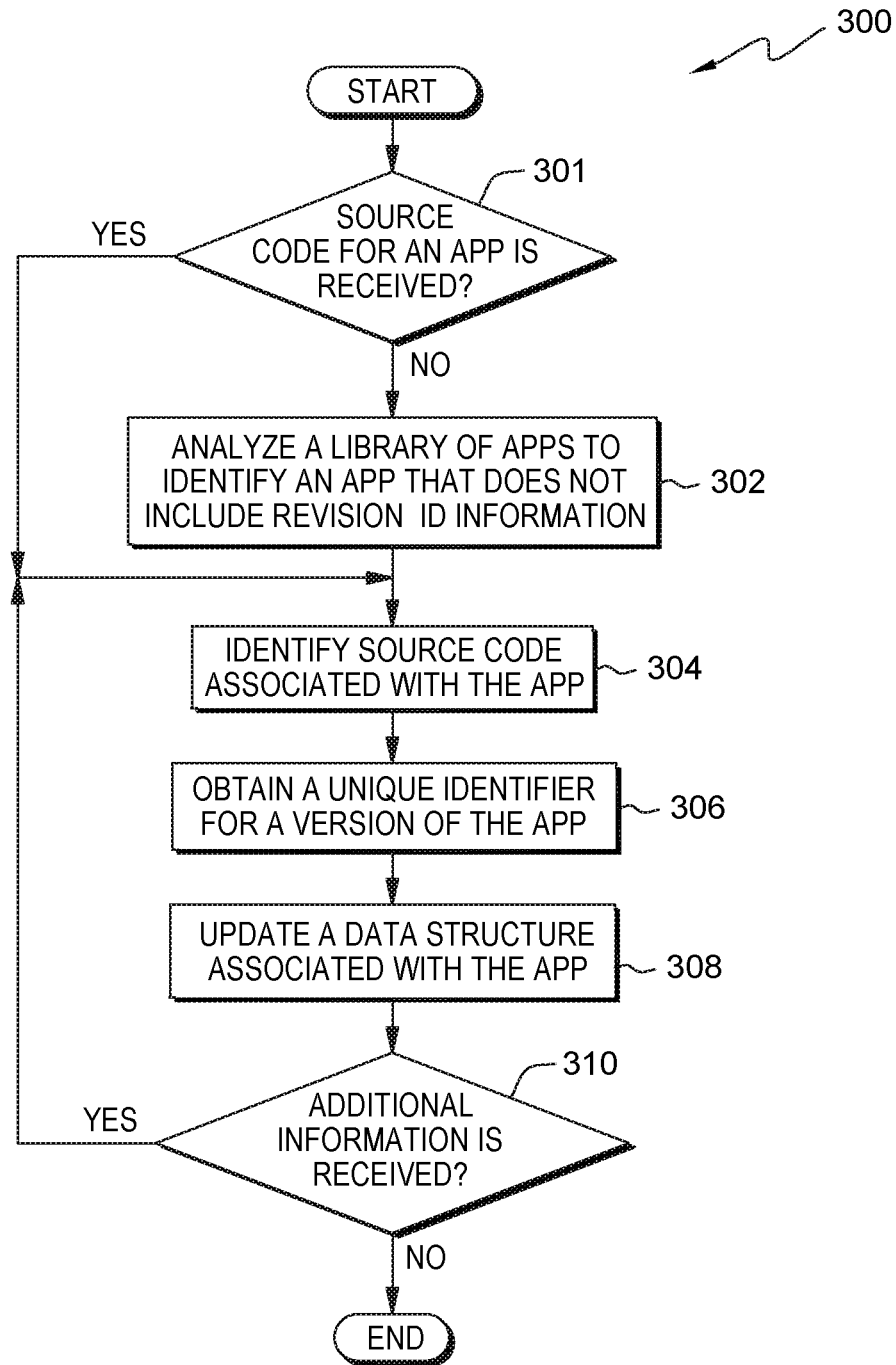 300
START
301
SOURCE
CODE FOR AN APP IS
RECEIVED?
YES
NO
ANALYZE A LIBRARY OF APPS TO
IDENTIFY AN APP THAT DOES NOT
INCLUDE REVISION ID INFORMATION
302
IDENTIFY SOURCE CODE
ASSOCIATED WITH THE APP
304
OBTAIN A UNIQUE IDENTIFIER
FOR A VERSION OF THE APP
306
UPDATE A DATA STRUCTURE
ASSOCIATED WITH THE APP
308
310
YES
ADDITIONAL
INFORMATION IS
RECEIVED?
NO
END